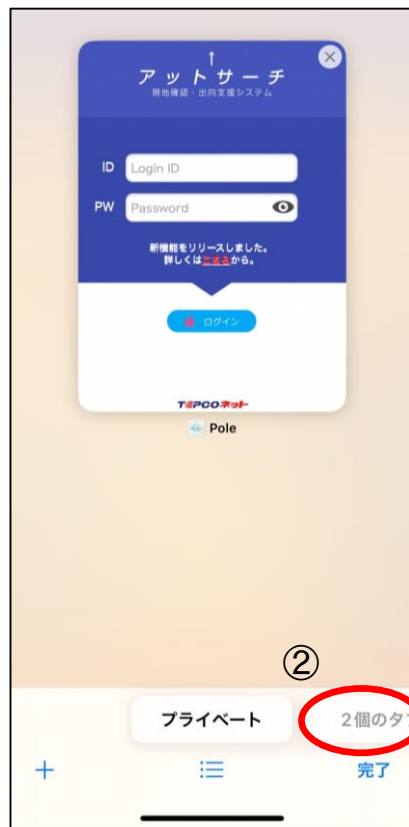 アットサーチ
現地確認・出向支援システム
ID Login ID
PW Password
新機能をリリースしました。
詳しくはこちらから。
ログイン
TEPCOネット
Pole
②
プライベート
2個のタブ
完了